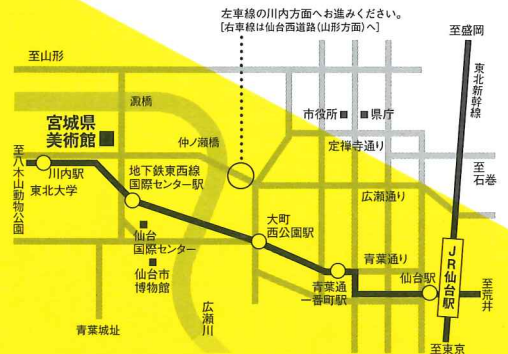 左車線の川内方面へお進みください。
[右車線は仙台西道路(山形方面)へ]
至盛岡
東北新幹線
至山形
澱橋
市役所
県庁
宮城県
美術館
仲ノ瀬橋
定禅寺通り
至八木山動物公園
川内駅
東北大学
地下鉄東西線
国際センター駅
至石巻
広瀬通り
仙台
国際センター
仙台市
博物館
大町
西公園駅
青葉通り
JR仙台駅
仙台駅
青葉通
一番町駅
至荒井
広瀬川
青葉城址
至東京